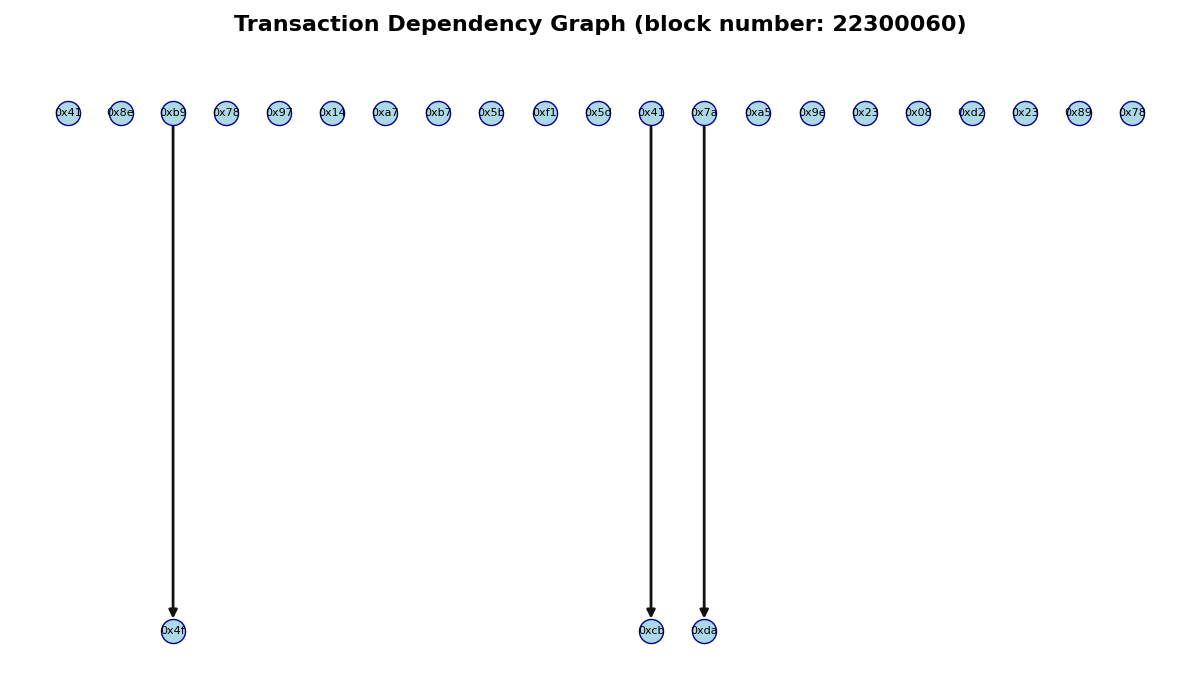 Transaction Dependency Graph (block number: 22300060)
0x41 0x8e 0xb9 0x78 0x97 0x14 0xa7 0xb7 0x5b 0xf1 0x5c 0x41 0x7a 0xa5 0x9e 0x23 0x08 0xd2 0x23 0x89 0x78
0x4f 0xcb 0xda